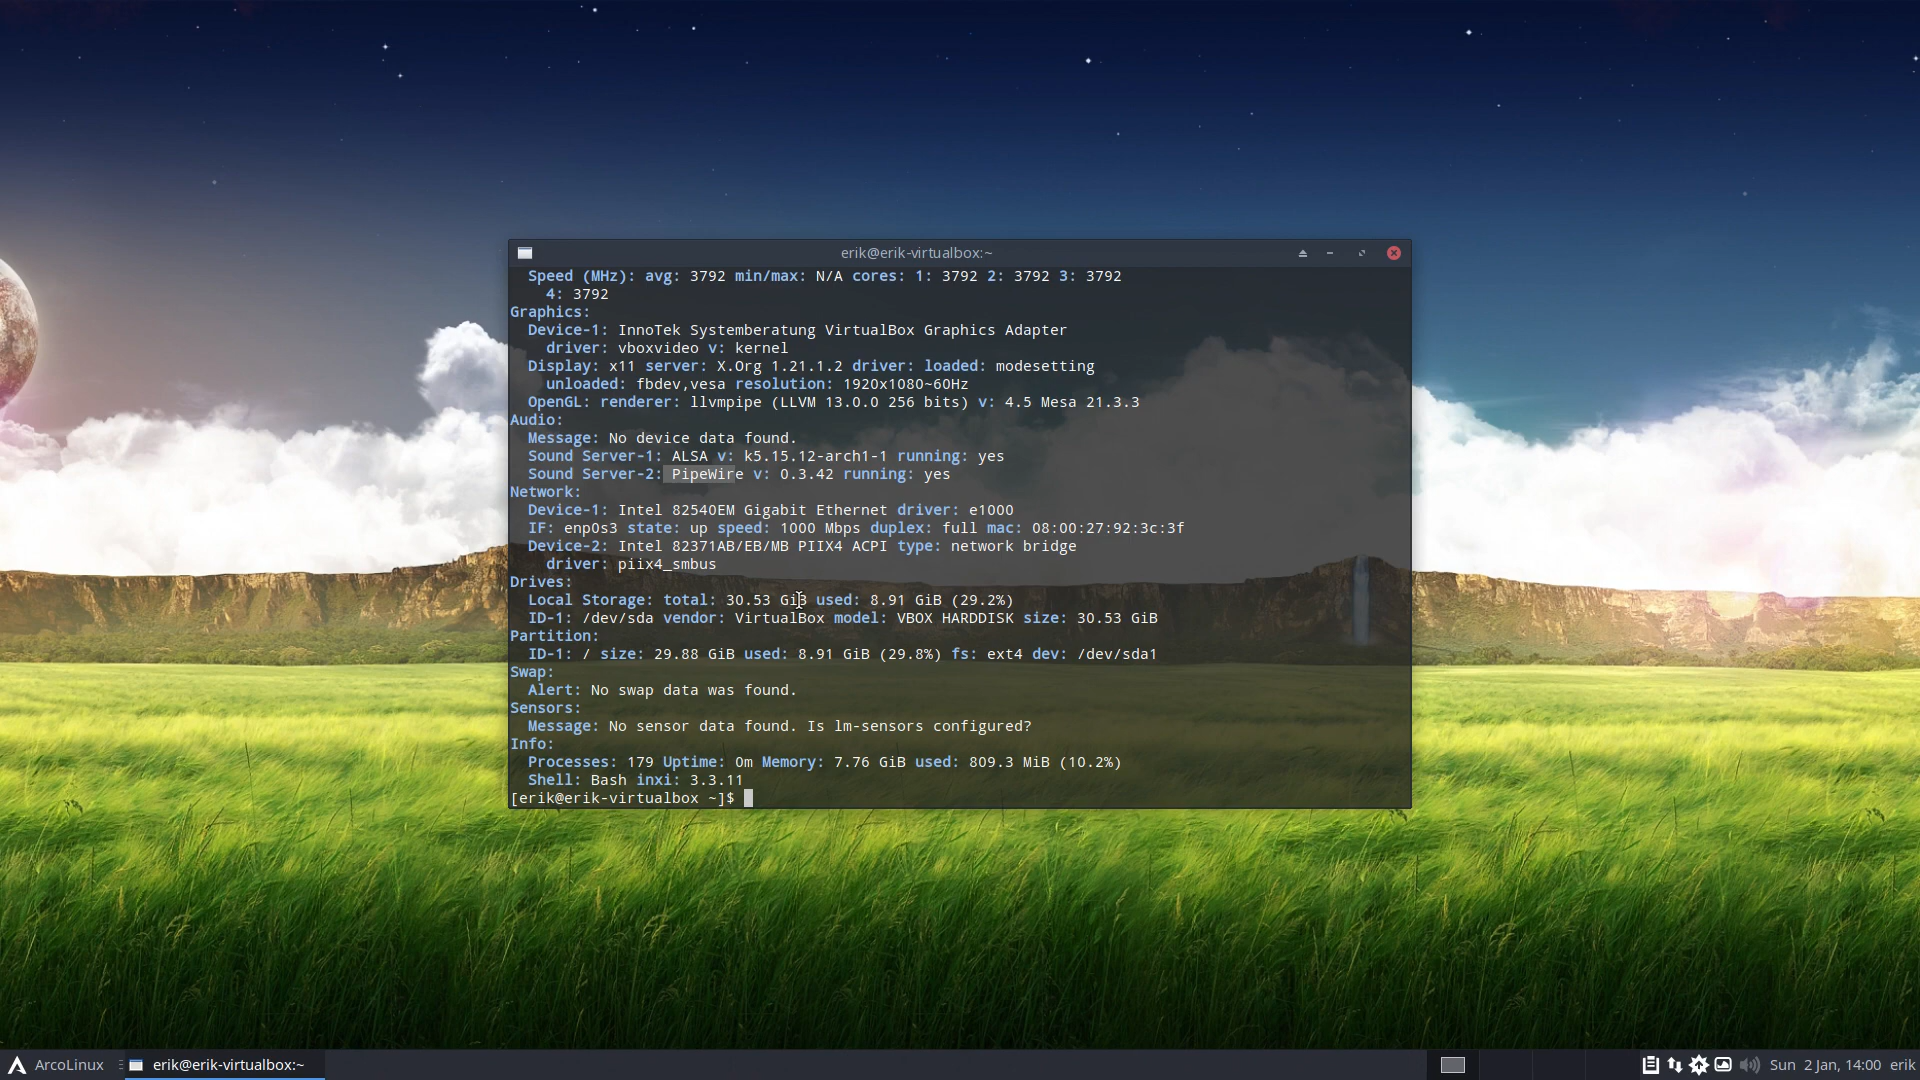 erik@erik-virtualbox:~
Speed (MHz): avg: 3792 min/max: N/A cores: 1: 3792 2: 3792 3: 3792
4: 3792
Graphics:
Device-1: InnoTek Systemberatung VirtualBox Graphics Adapter
driver: vboxvideo v: kernel
Display: x11 server: X.Org 1.21.1.2 driver: loaded: modesetting
unloaded: fbdev,vesa resolution: 1920x1080~60Hz
OpenGL: renderer: llvmpipe (LLVM 13.0.0 256 bits) v: 4.5 Mesa 21.3.3
Audio:
Message: No device data found.
Sound Server-1: ALSA v: k5.15.12-arch1-1 running: yes
Sound Server-2: PipeWire v: 0.3.42 running: yes
Network:
Device-1: Intel 82540EM Gigabit Ethernet driver: e1000
IF: enp0s3 state: up speed: 1000 Mbps duplex: full mac: 08:00:27:92:3c:3f
Device-2: Intel 82371AB/EB/MB PIIX4 ACPI type: network bridge
driver: piix4_smbus
Drives:
Local Storage: total: 30.53 GiB used: 8.91 GiB (29.2%)
ID-1: /dev/sda vendor: VirtualBox model: VBOX HARDDISK size: 30.53 GiB
Partition:
ID-1: / size: 29.88 GiB used: 8.91 GiB (29.8%) fs: ext4 dev: /dev/sda1
Swap:
Alert: No swap data was found.
Sensors:
Message: No sensor data found. Is lm-sensors configured?
Info:
Processes: 179 Uptime: 0m Memory: 7.76 GiB used: 809.3 MiB (10.2%)
Shell: Bash inxi: 3.3.11
[erik@erik-virtualbox ~]$
ArcoLinux erik@erik-virtualbox:~ Sun 2 Jan, 14:00 erik